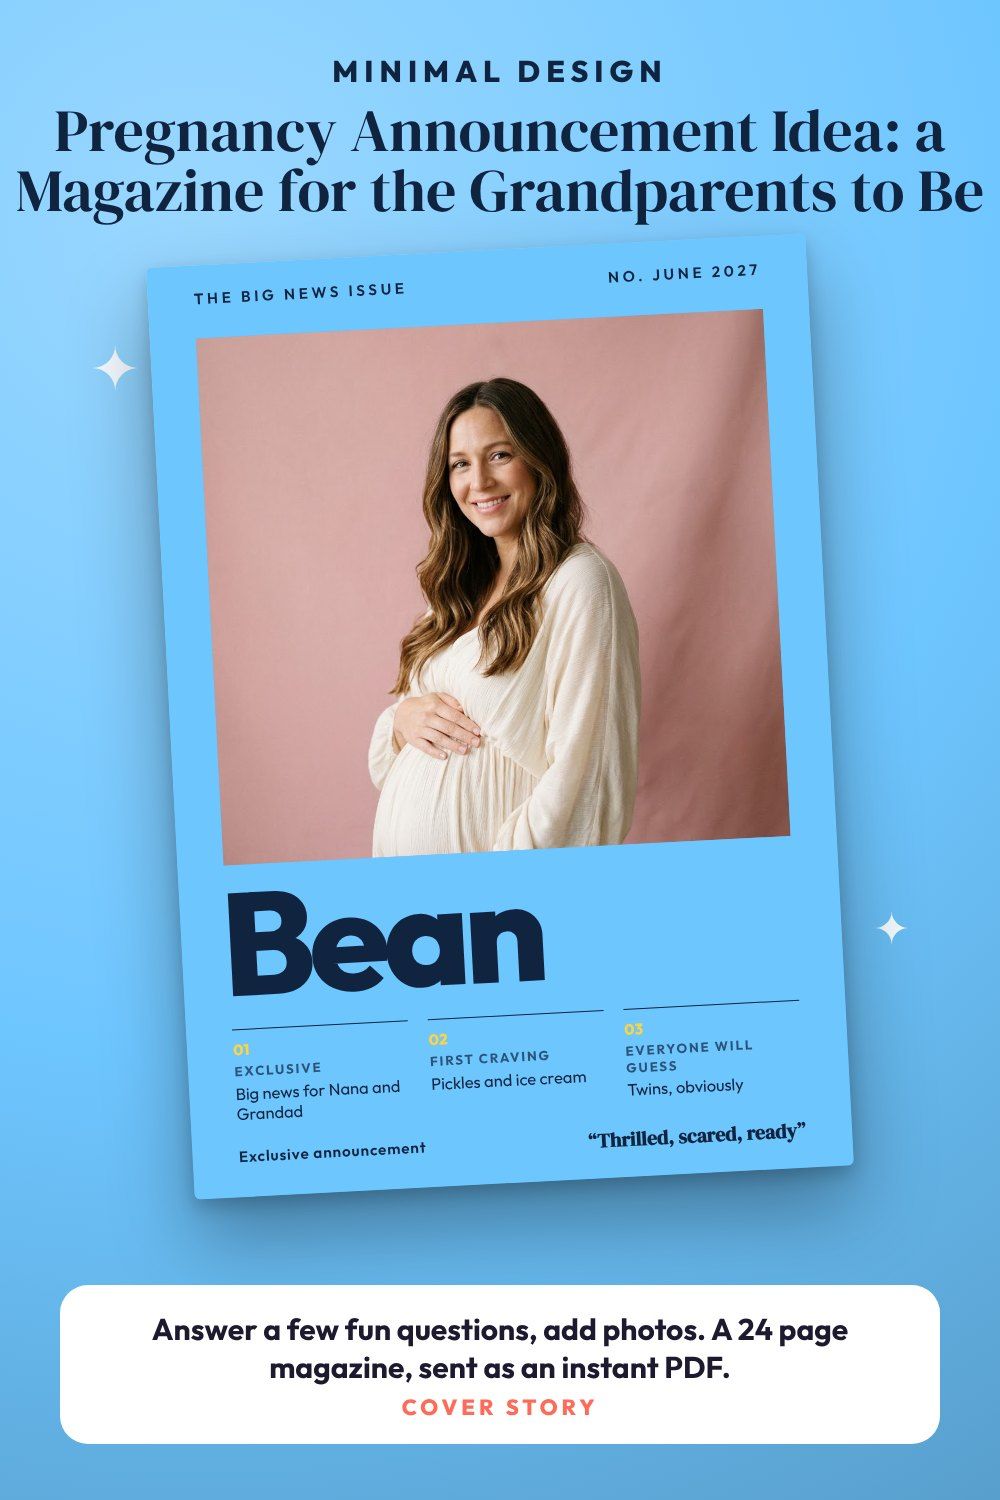 MINIMAL DESIGN
Pregnancy Announcement Idea: a
Magazine for the Grandparents to Be
THE BIG NEWS ISSUE
NO. JUNE 2027
Bean
01
EXCLUSIVE
Big news for Nana and
Grandad
02
FIRST CRAVING
Pickles and ice cream
03
EVERYONE WILL
GUESS
Twins, obviously
Exclusive announcement
“Thrilled, scared, ready”
Answer a few fun questions, add photos. A 24 page
magazine, sent as an instant PDF.
COVER STORY